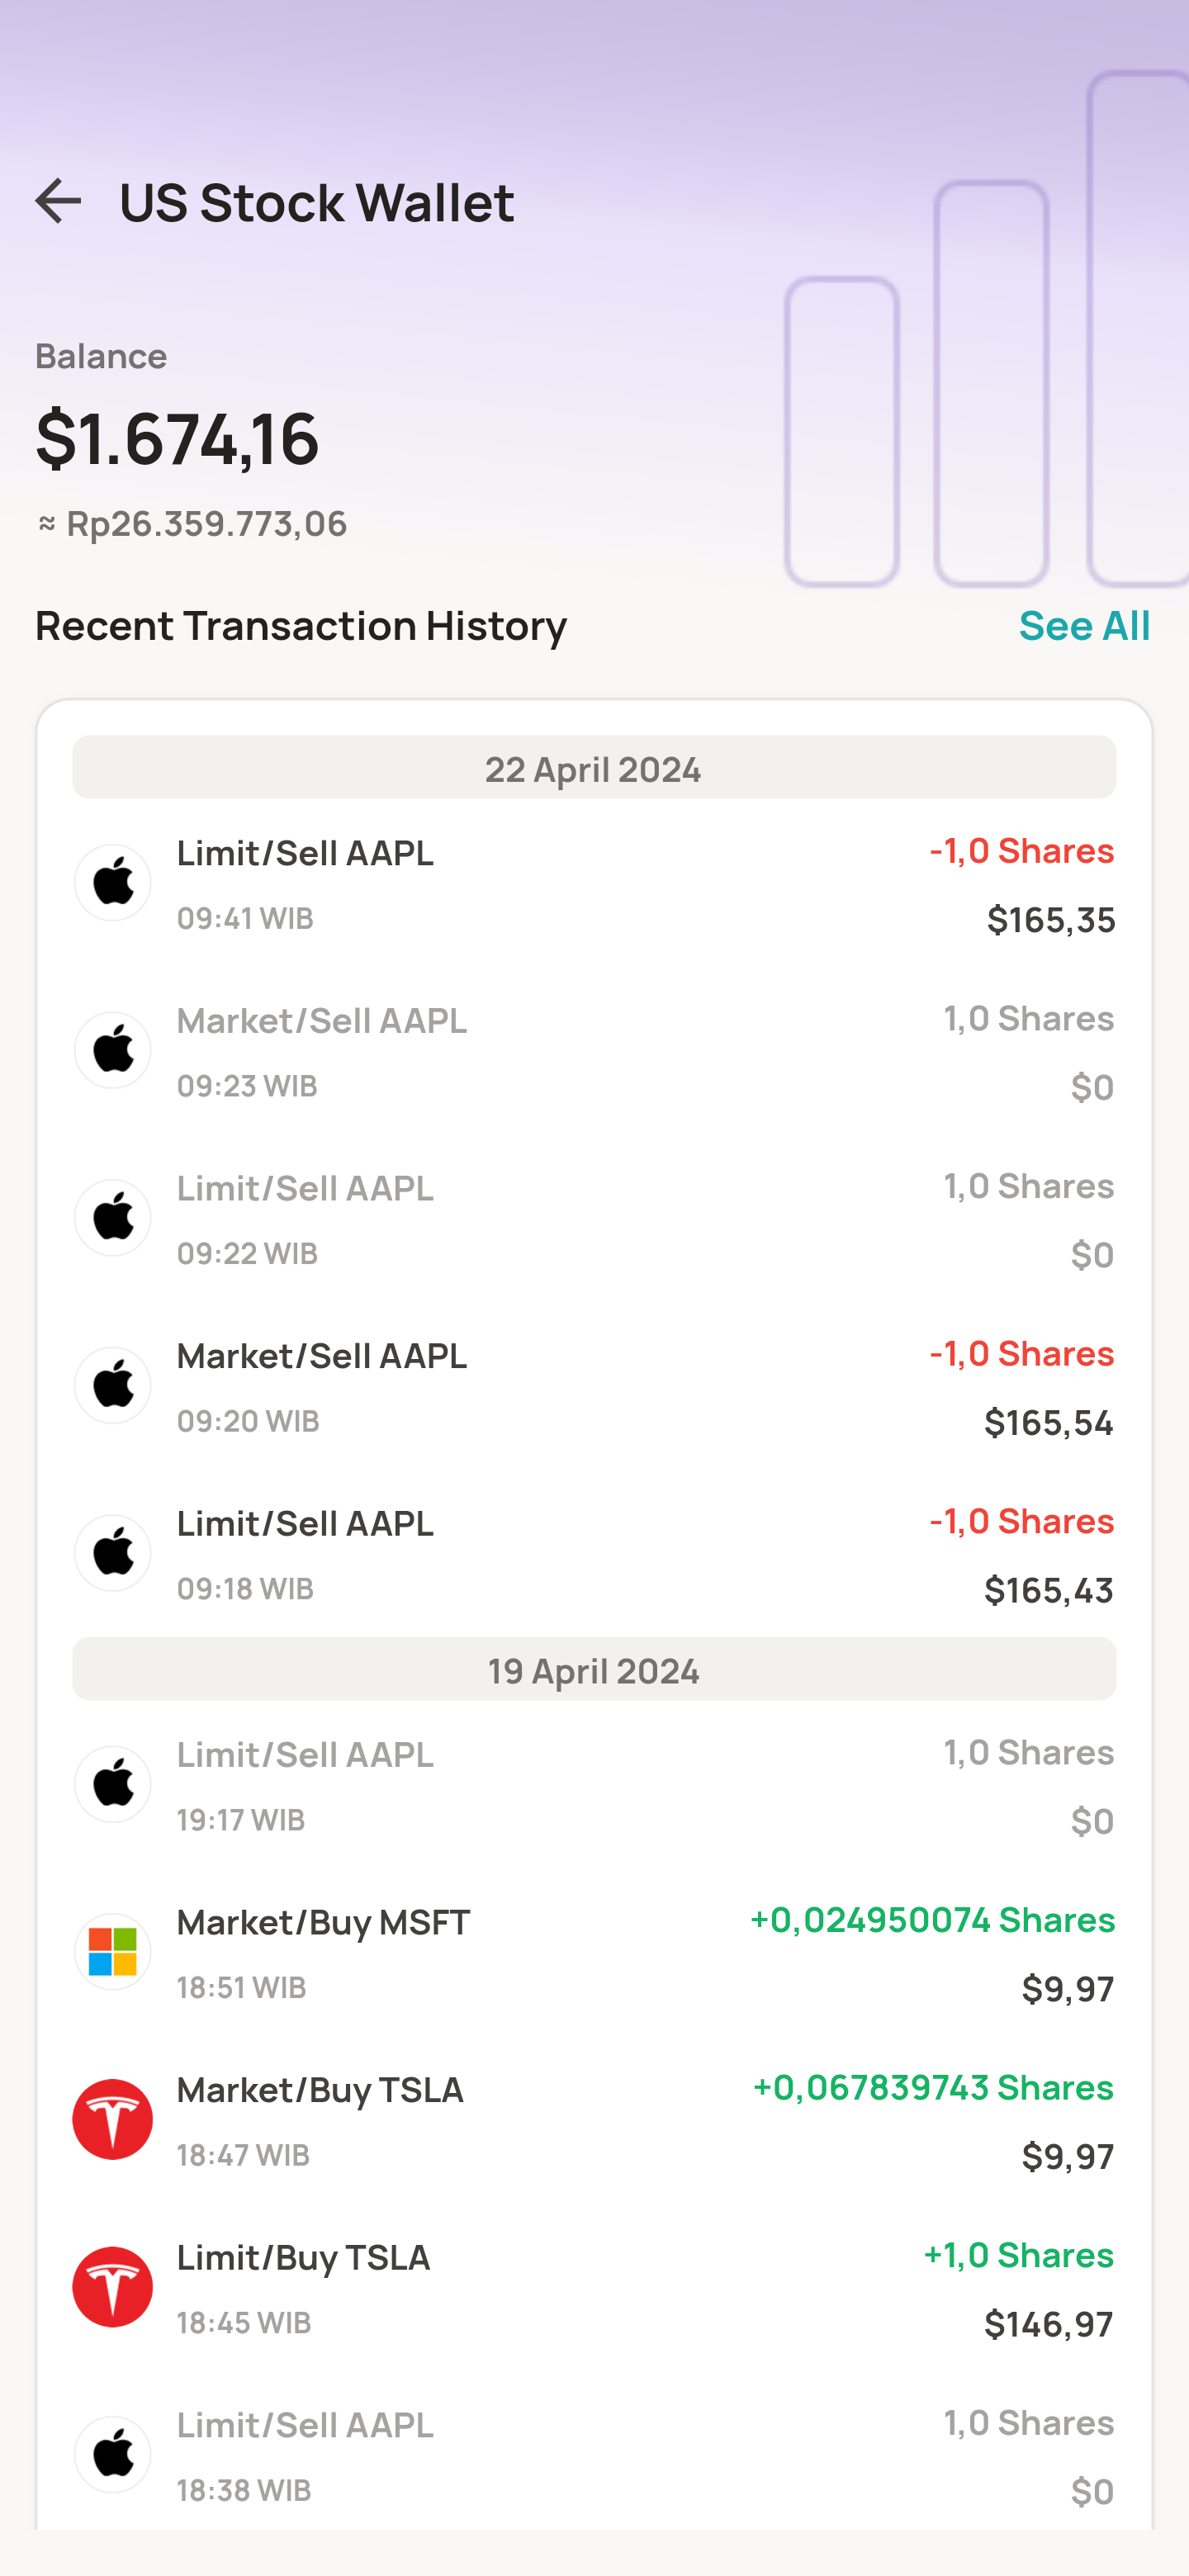 US Stock Wallet
Balance
$1.674,16
≈ Rp26.359.773,06
Recent Transaction History See All
22 April 2024
Limit/Sell AAPL -1,0 Shares
09:41 WIB $165,35
Market/Sell AAPL 1,0 Shares
09:23 WIB $0
Limit/Sell AAPL 1,0 Shares
09:22 WIB $0
Market/Sell AAPL -1,0 Shares
09:20 WIB $165,54
Limit/Sell AAPL -1,0 Shares
09:18 WIB $165,43
19 April 2024
Limit/Sell AAPL 1,0 Shares
19:17 WIB $0
Market/Buy MSFT +0,024950074 Shares
18:51 WIB $9,97
Market/Buy TSLA +0,067839743 Shares
18:47 WIB $9,97
Limit/Buy TSLA +1,0 Shares
18:45 WIB $146,97
Limit/Sell AAPL 1,0 Shares
18:38 WIB $0